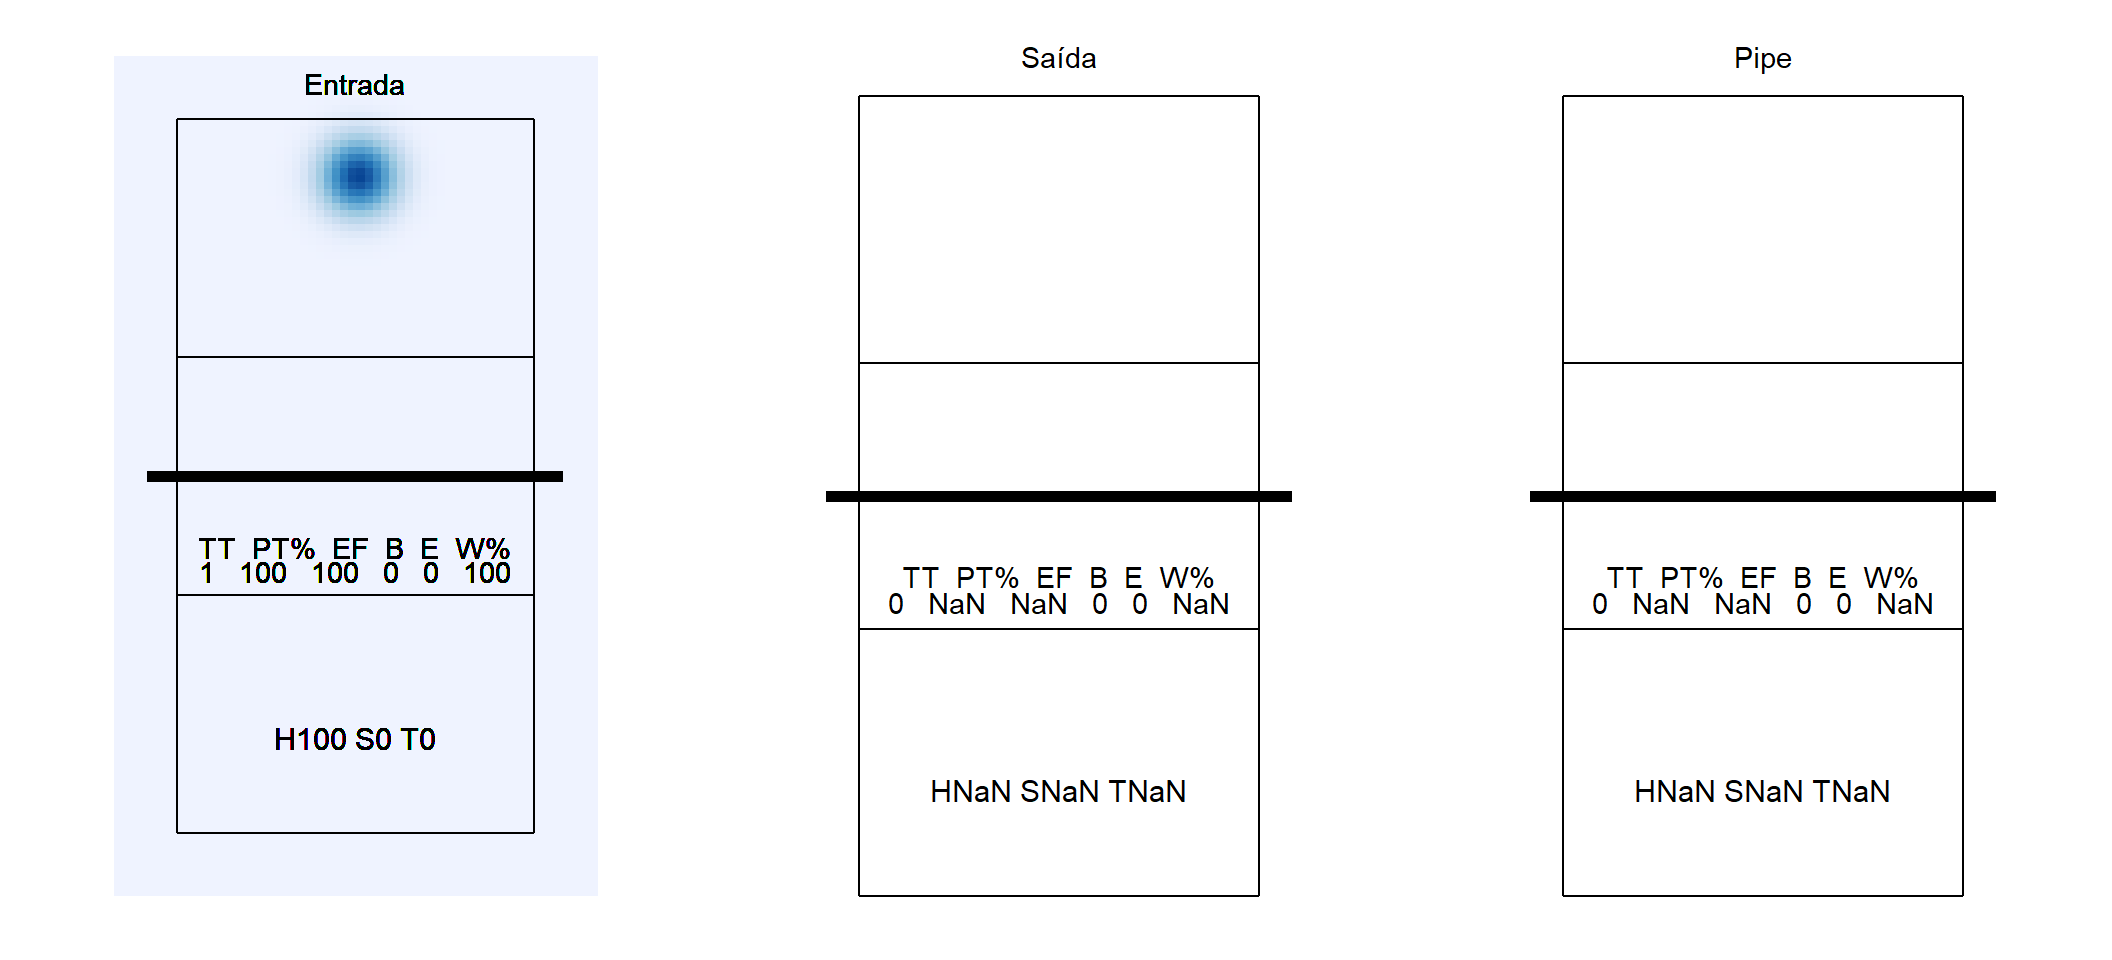 Entrada
TT PT% EF B E W%
1 100 100 0 0 100
H100 S0 T0
Saída
TT PT% EF B E W%
0 NaN NaN 0 0 NaN
HNaN SNaN TNaN
Pipe
TT PT% EF B E W%
0 NaN NaN 0 0 NaN
HNaN SNaN TNaN